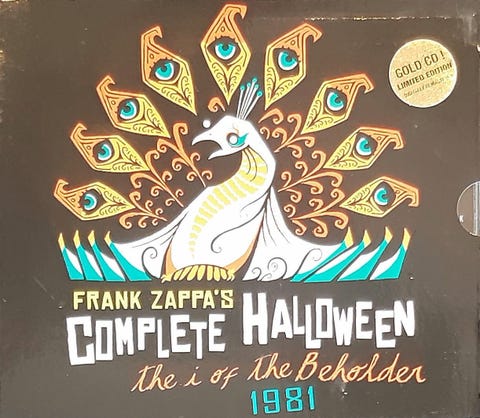 GOLD CD!
LIMITED EDITION
FRANK ZAPPA'S
COMPLETE HALLOWEEN
the i of the Beholder
1981